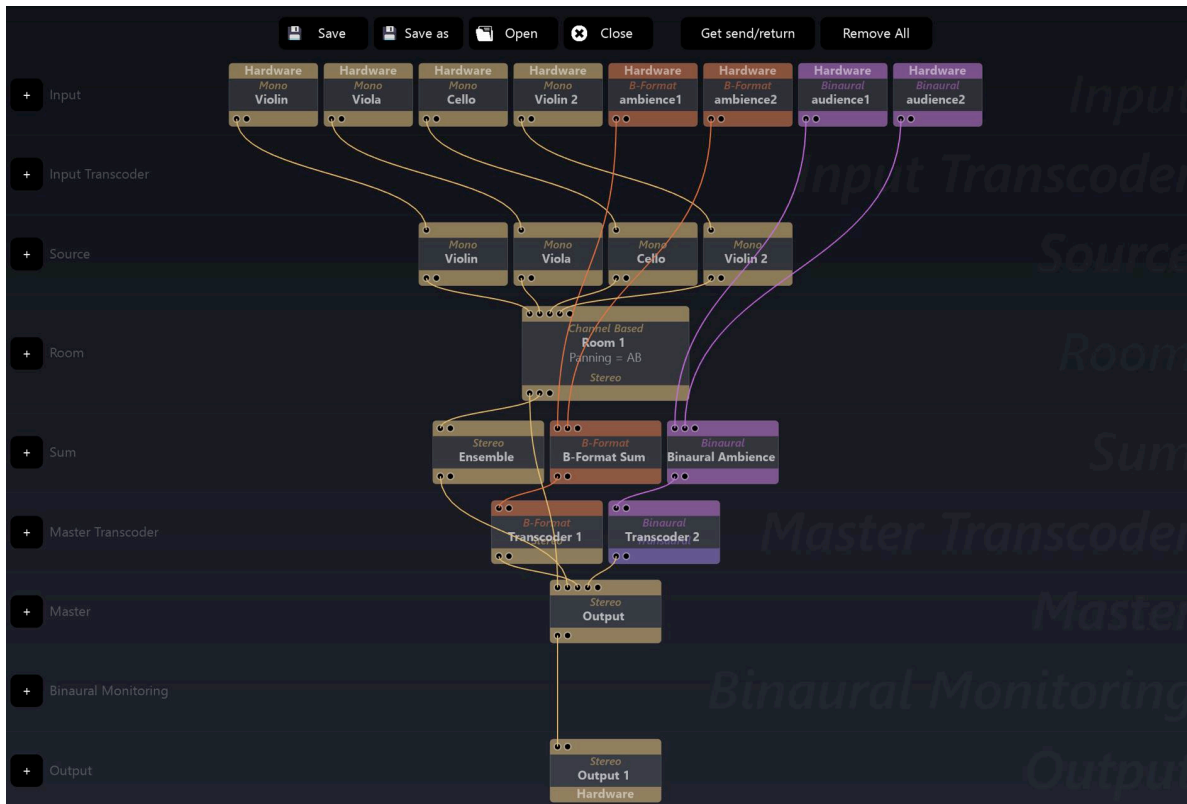 Save
Save as
Open
Close
Get send/return
Remove All
+ Input
Input
Hardware Hardware Hardware Hardware Hardware Hardware Hardware Hardware
Mono Mono Mono Mono B-Format B-Format Binaural Binaural
Violin Viola Cello Violin 2 ambience1 ambience2 audience1 audience2
+ Input Transcoder
Input Transcoder
+ Source
Source
Mono Mono Mono Mono
Violin Viola Cello Violin 2
+ Room
Room
Channel Based
Room 1
Panning = AB
Stereo
+ Sum
Sum
Stereo B-Format Binaural
Ensemble B-Format Sum Binaural Ambience
+ Master Transcoder
Master Transcoder
B-Format Binaural
Transcoder 1 Transcoder 2
Stereo Transaural
+ Master
Master
Stereo
Output
+ Binaural Monitoring
Binaural Monitoring
+ Output
Output
Stereo
Output 1
Hardware